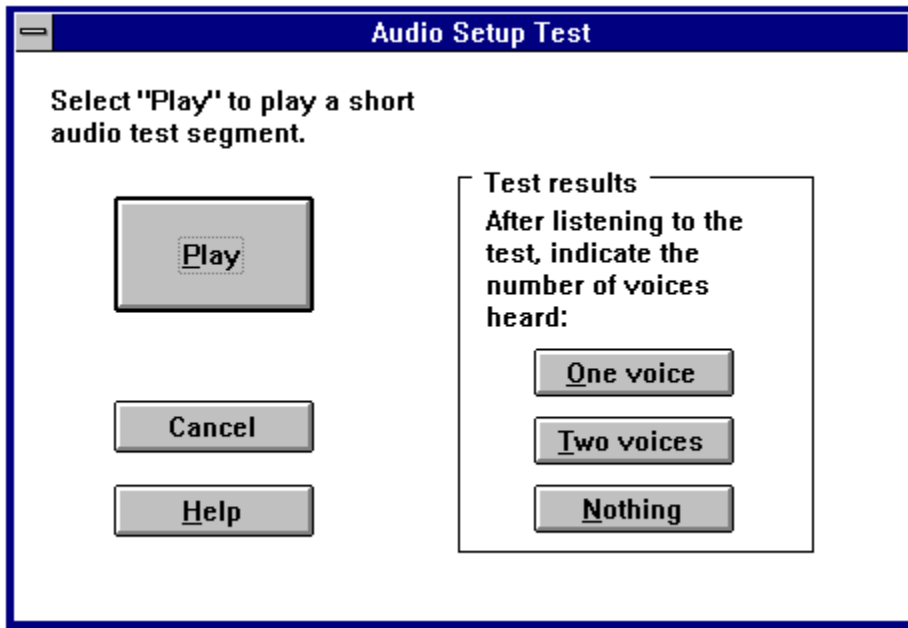 Audio Setup Test
Select "Play" to play a short
audio test segment.
Play
Cancel
Help
Test results
After listening to the
test, indicate the
number of voices
heard:
One voice
Two voices
Nothing